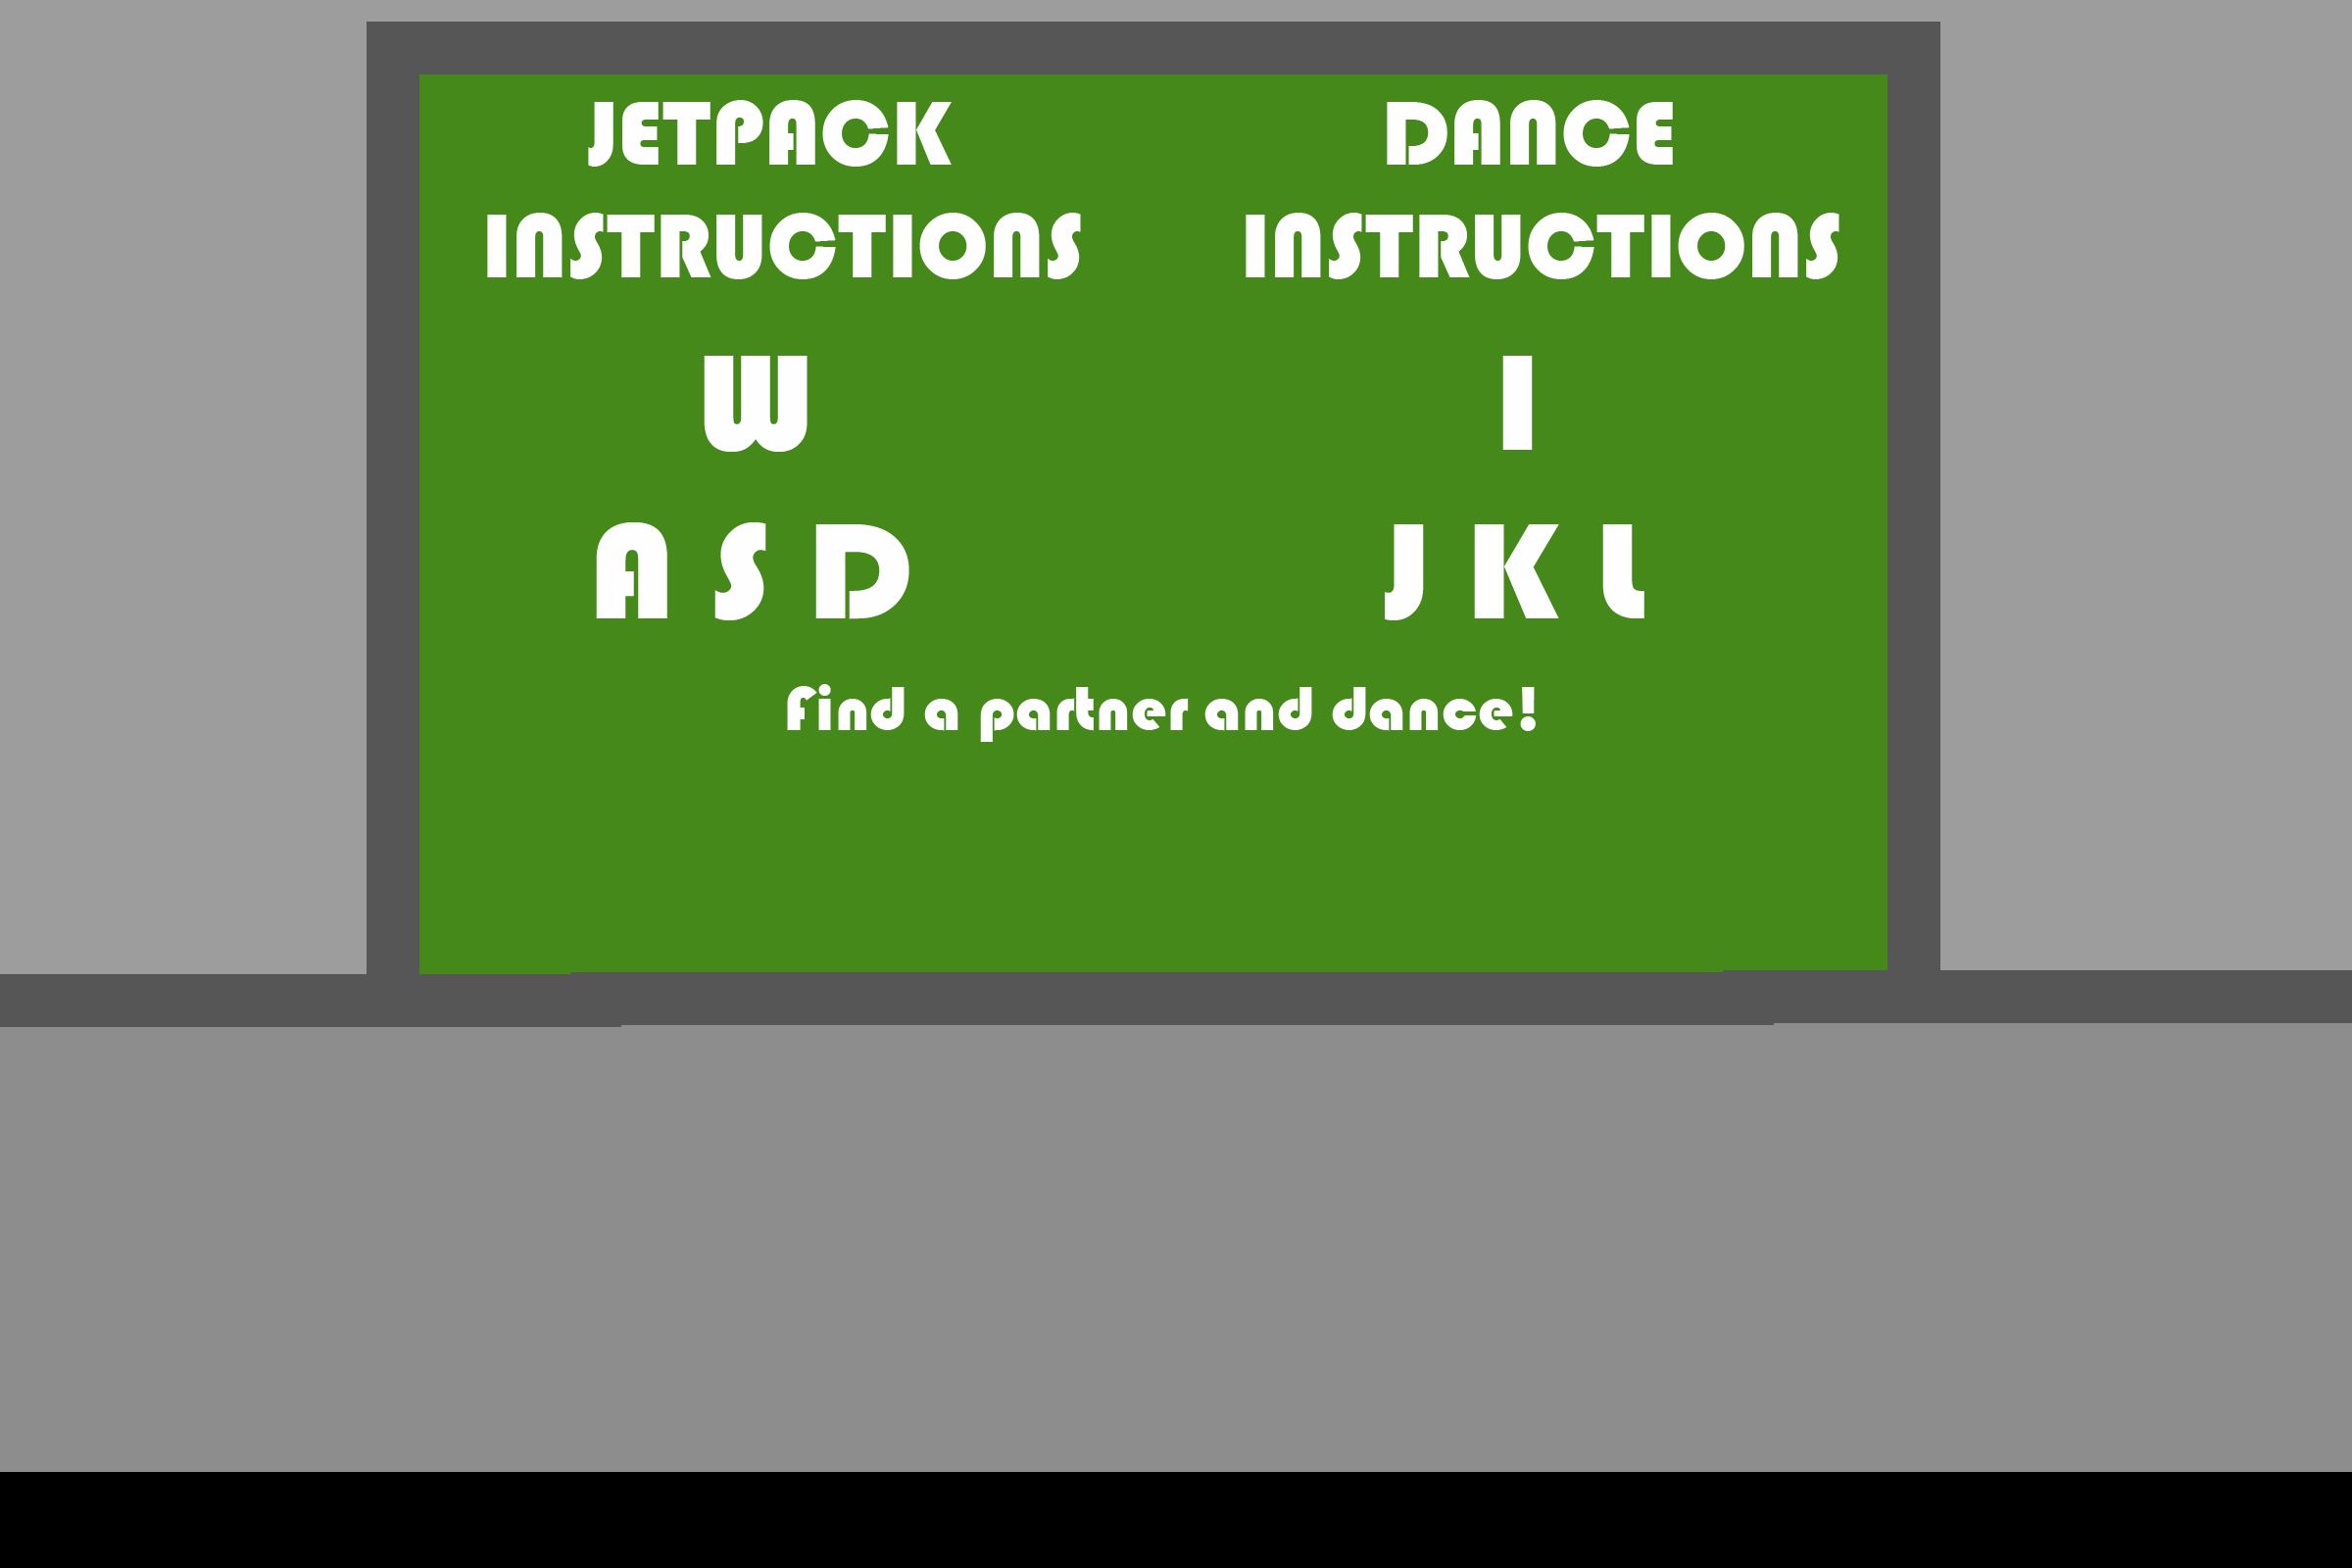 JETPACK
INSTRUCTIONS
W
A S D
DANCE
INSTRUCTIONS
I
J K L
find a partner and dance!